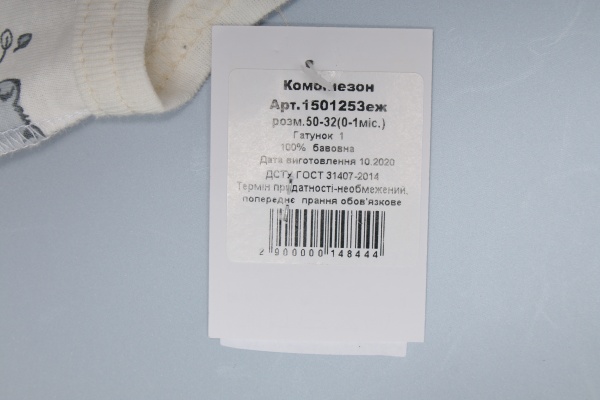 Комбінезон
Арт.1501253еж
розм.50-32(0-1міс.)
Гатунок 1
100% бавовна
Дата виготовлення 10.2020
ДСТУ ГОСТ 31407-2014
Термін придатності-необмежений,
попереднє прання обов'язкове
2 900000 148444